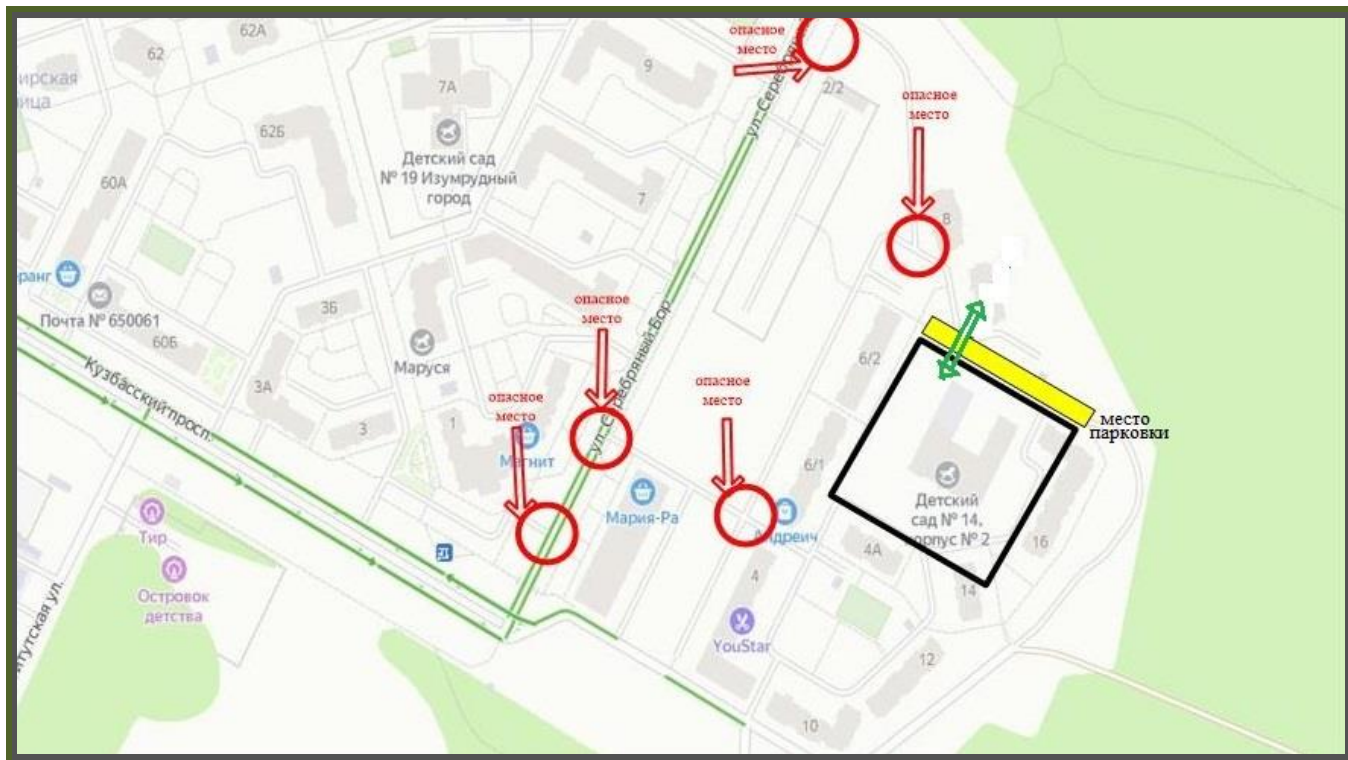 62А
62
опасное
место
9
7А
ул. Серебряный
2/2
опасное
место
62Б
Детский сад
№ 19 Изумрудный
город
60А
7
8
Почта № 650061
3Б
опасное
место
ул. Серебряный Бор
60Б
Маруся
6/2
Кузбасский просп.
3А
опасное
место
опасное
место
место
парковки
3
1
Магнит
6/1
Мария-Ра
Андреич
Детский
сад № 14,
корпус № 2
Тир
4А
16
4
14
Островок
детства
YouStar
12
10